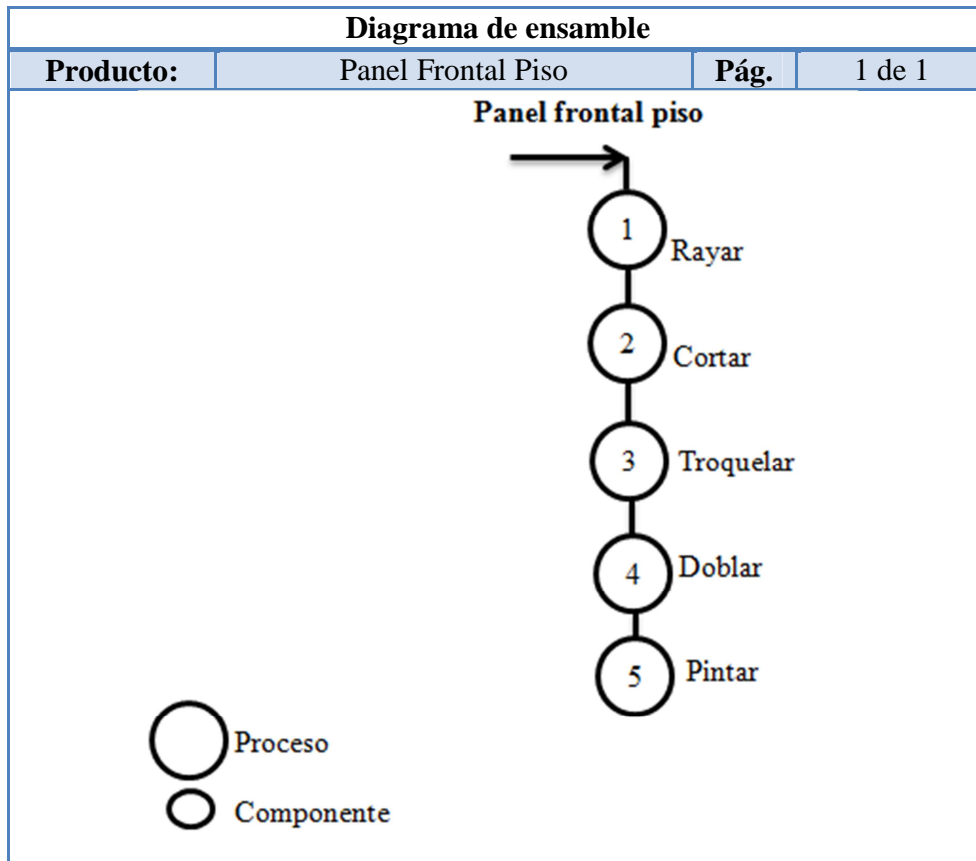 Diagrama de ensamble
Producto: Panel Frontal Piso Pág. 1 de 1
Panel frontal piso
1
Rayar
2
Cortar
3 Troquelar
4 Doblar
5 Pintar
Proceso
Componente